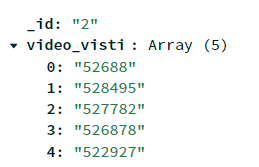 _id: "2"
video_visti: Array (5)
0: "52688"
1: "528495"
2: "527782"
3: "526878"
4: "522927"